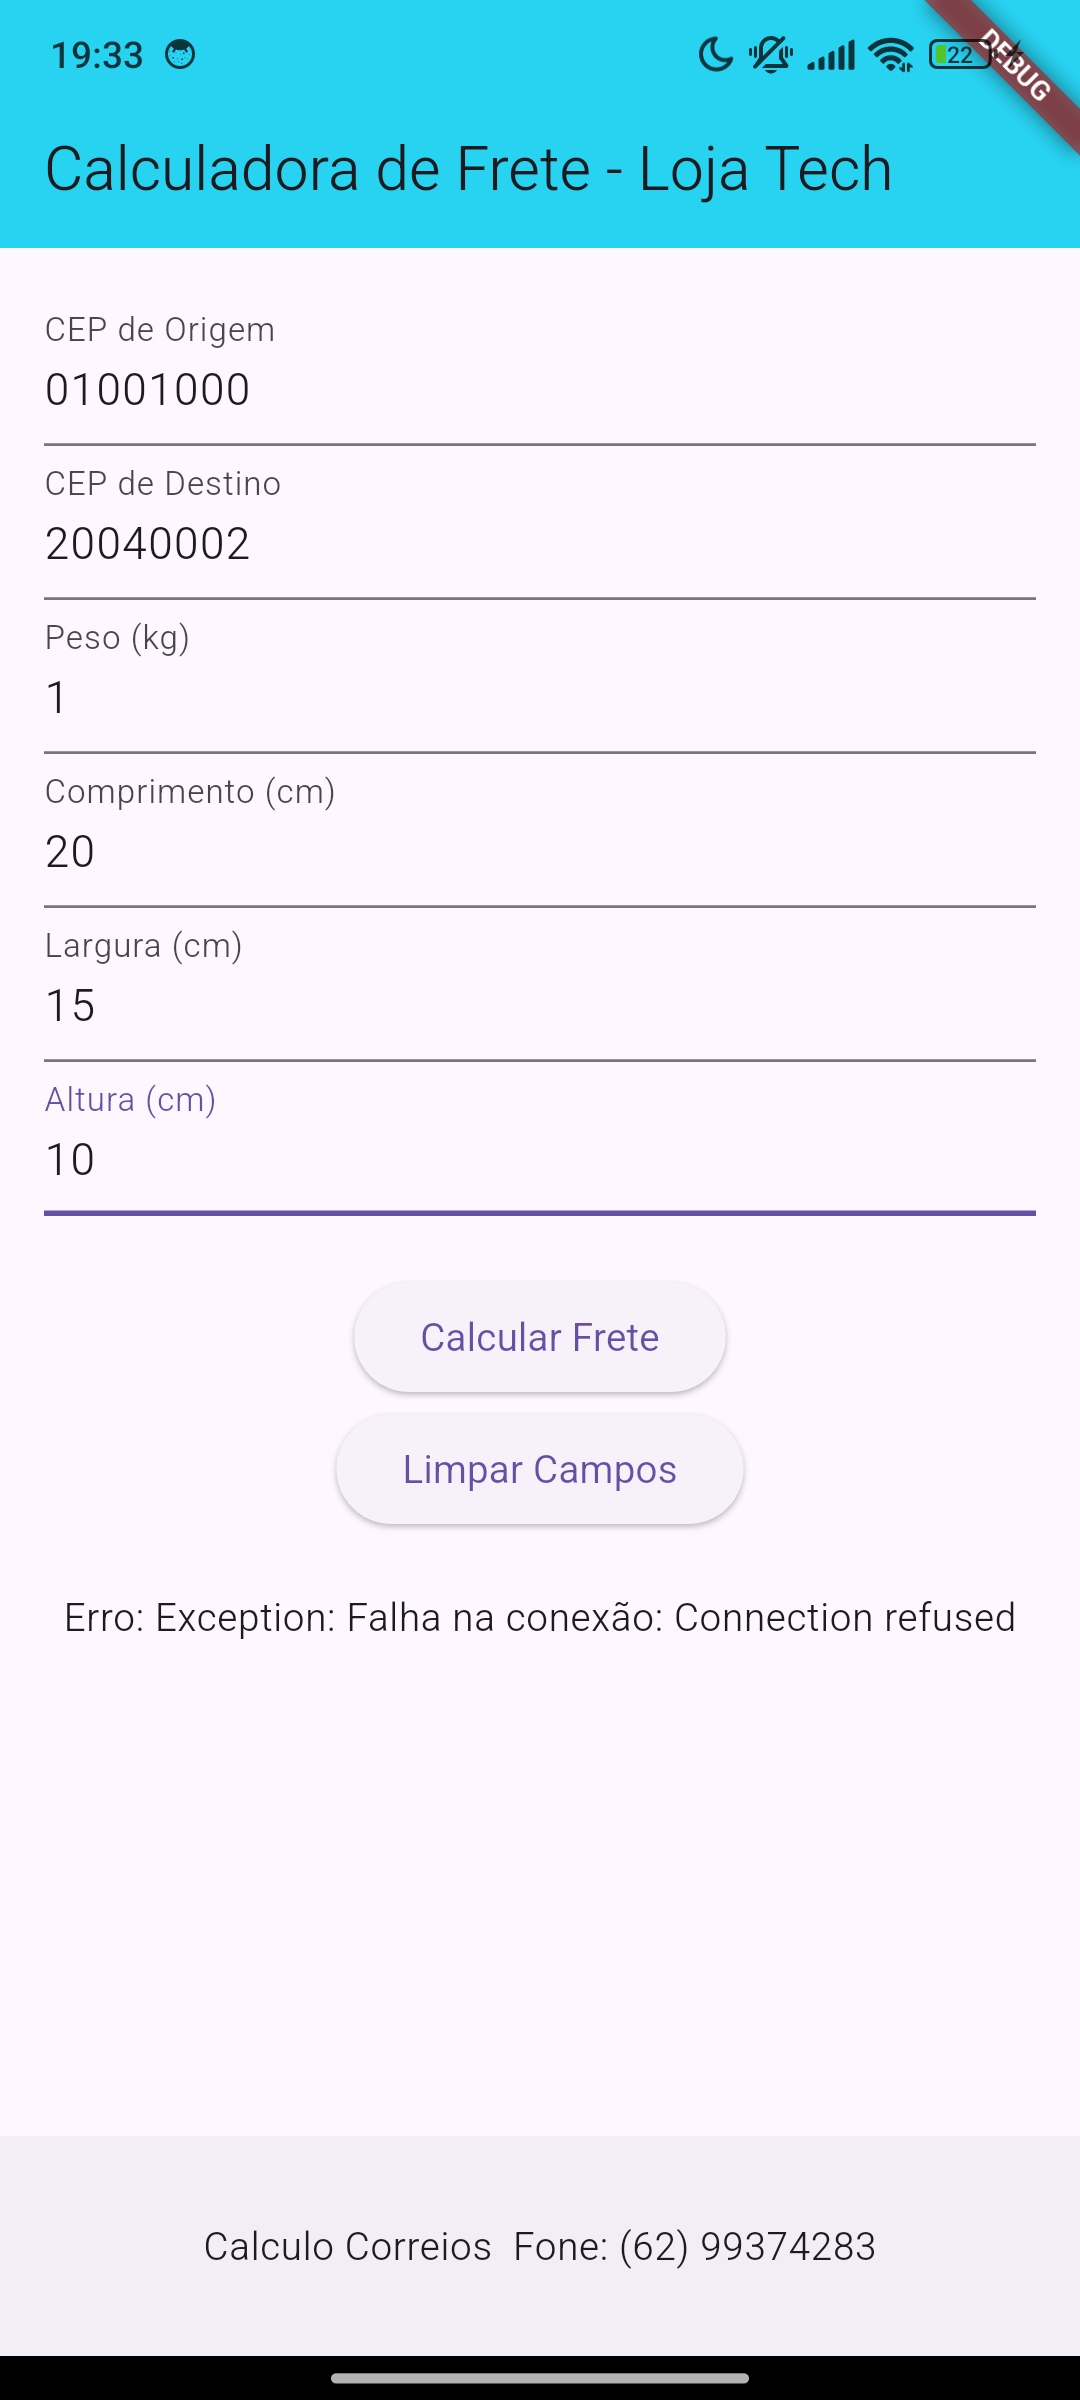 19:33
22
DEBUG
Calculadora de Frete - Loja Tech
CEP de Origem
01001000
CEP de Destino
20040002
Peso (kg)
1
Comprimento (cm)
20
Largura (cm)
15
Altura (cm)
10
Calcular Frete
Limpar Campos
Erro: Exception: Falha na conexão: Connection refused
Calculo Correios  Fone: (62) 99374283